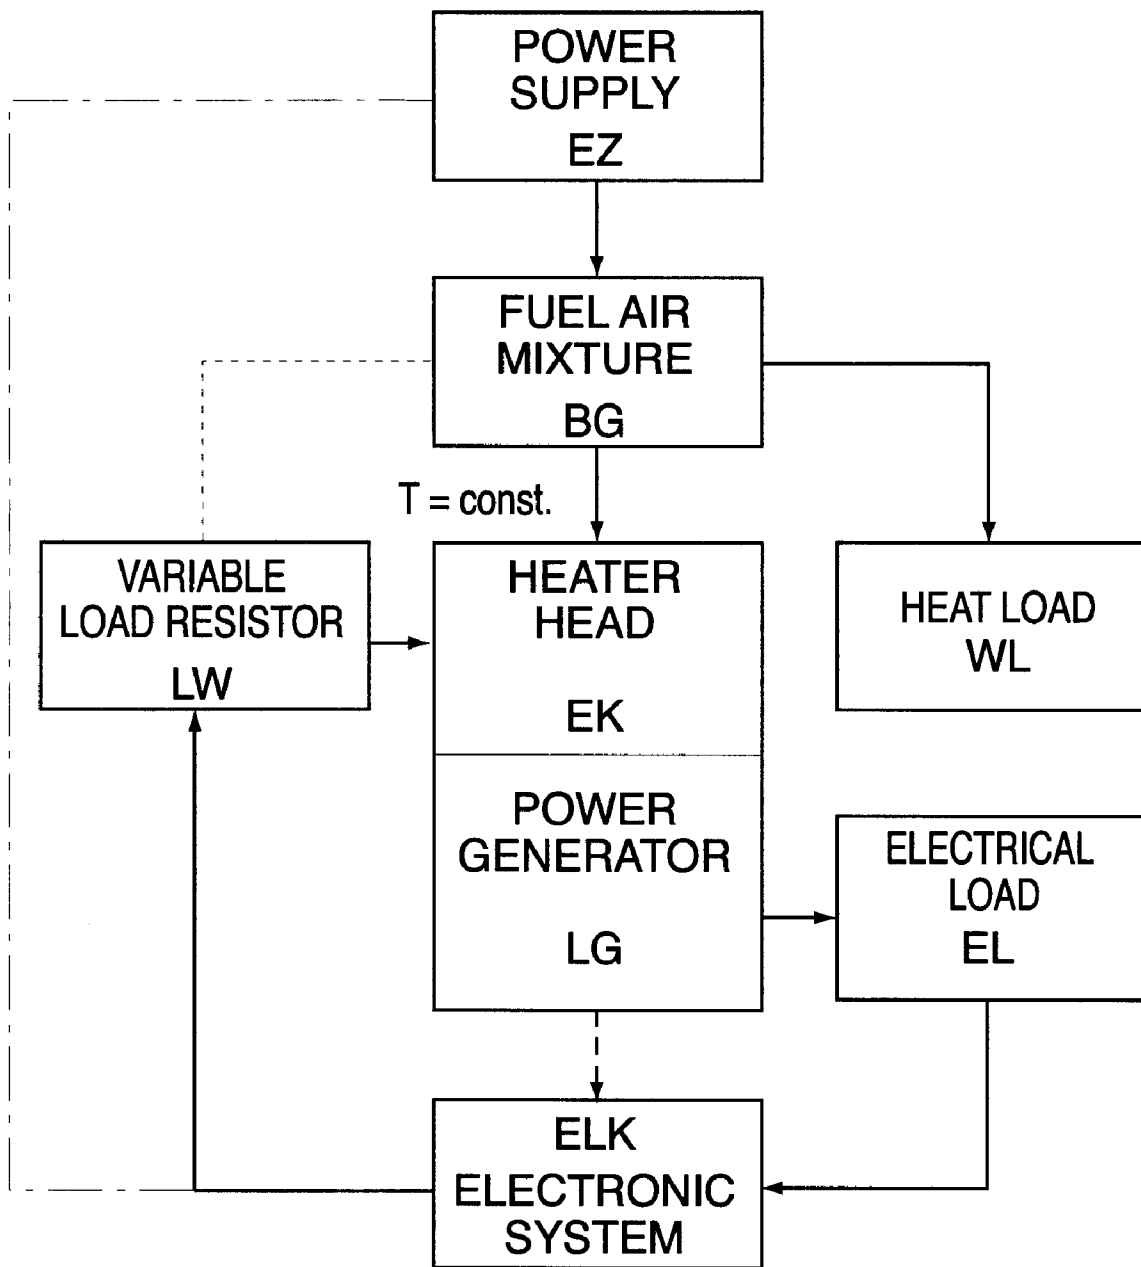 POWER
SUPPLY
EZ
FUEL AIR
MIXTURE
BG
T = const.
VARIABLE
LOAD RESISTOR
LW
HEATER
HEAD
EK
HEAT LOAD
WL
POWER
GENERATOR
LG
ELECTRICAL
LOAD
EL
ELK
ELECTRONIC
SYSTEM